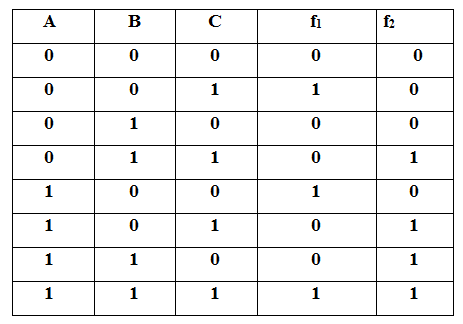 A B C f₁ f₂
0 0 0 0 0
0 0 1 1 0
0 1 0 0 0
0 1 1 0 1
1 0 0 1 0
1 0 1 0 1
1 1 0 0 1
1 1 1 1 1